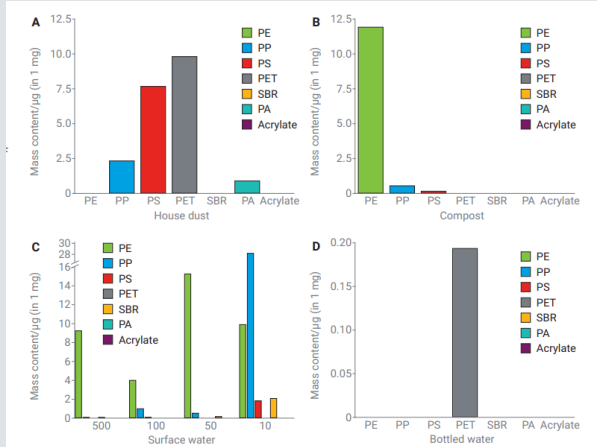 A
Mass content/µg (in 1 mg)
12.5
10.0
7.5
5.0
2.5
0
PE
PP
PS
PET
SBR
PA
Acrylate
PE PP PS PET SBR PA Acrylate
House dust
B
Mass content/µg (in 1 mg)
12.5
10.0
7.5
5.0
2.5
0
PE
PP
PS
PET
SBR
PA
Acrylate
PE PP PS PET SBR PA Acrylate
Compost
C
Mass content/µg (in 1 mg)
30
28
16
14
12
10
8
6
4
2
0
PE
PP
PS
PET
SBR
PA
Acrylate
500 100 50 10
Surface water
D
Mass content/µg (in 1 mg)
0.20
0.15
0.10
0.05
0
PE
PP
PS
PET
SBR
PA
Acrylate
PE PP PS PET SBR PA Acrylate
Bottled water